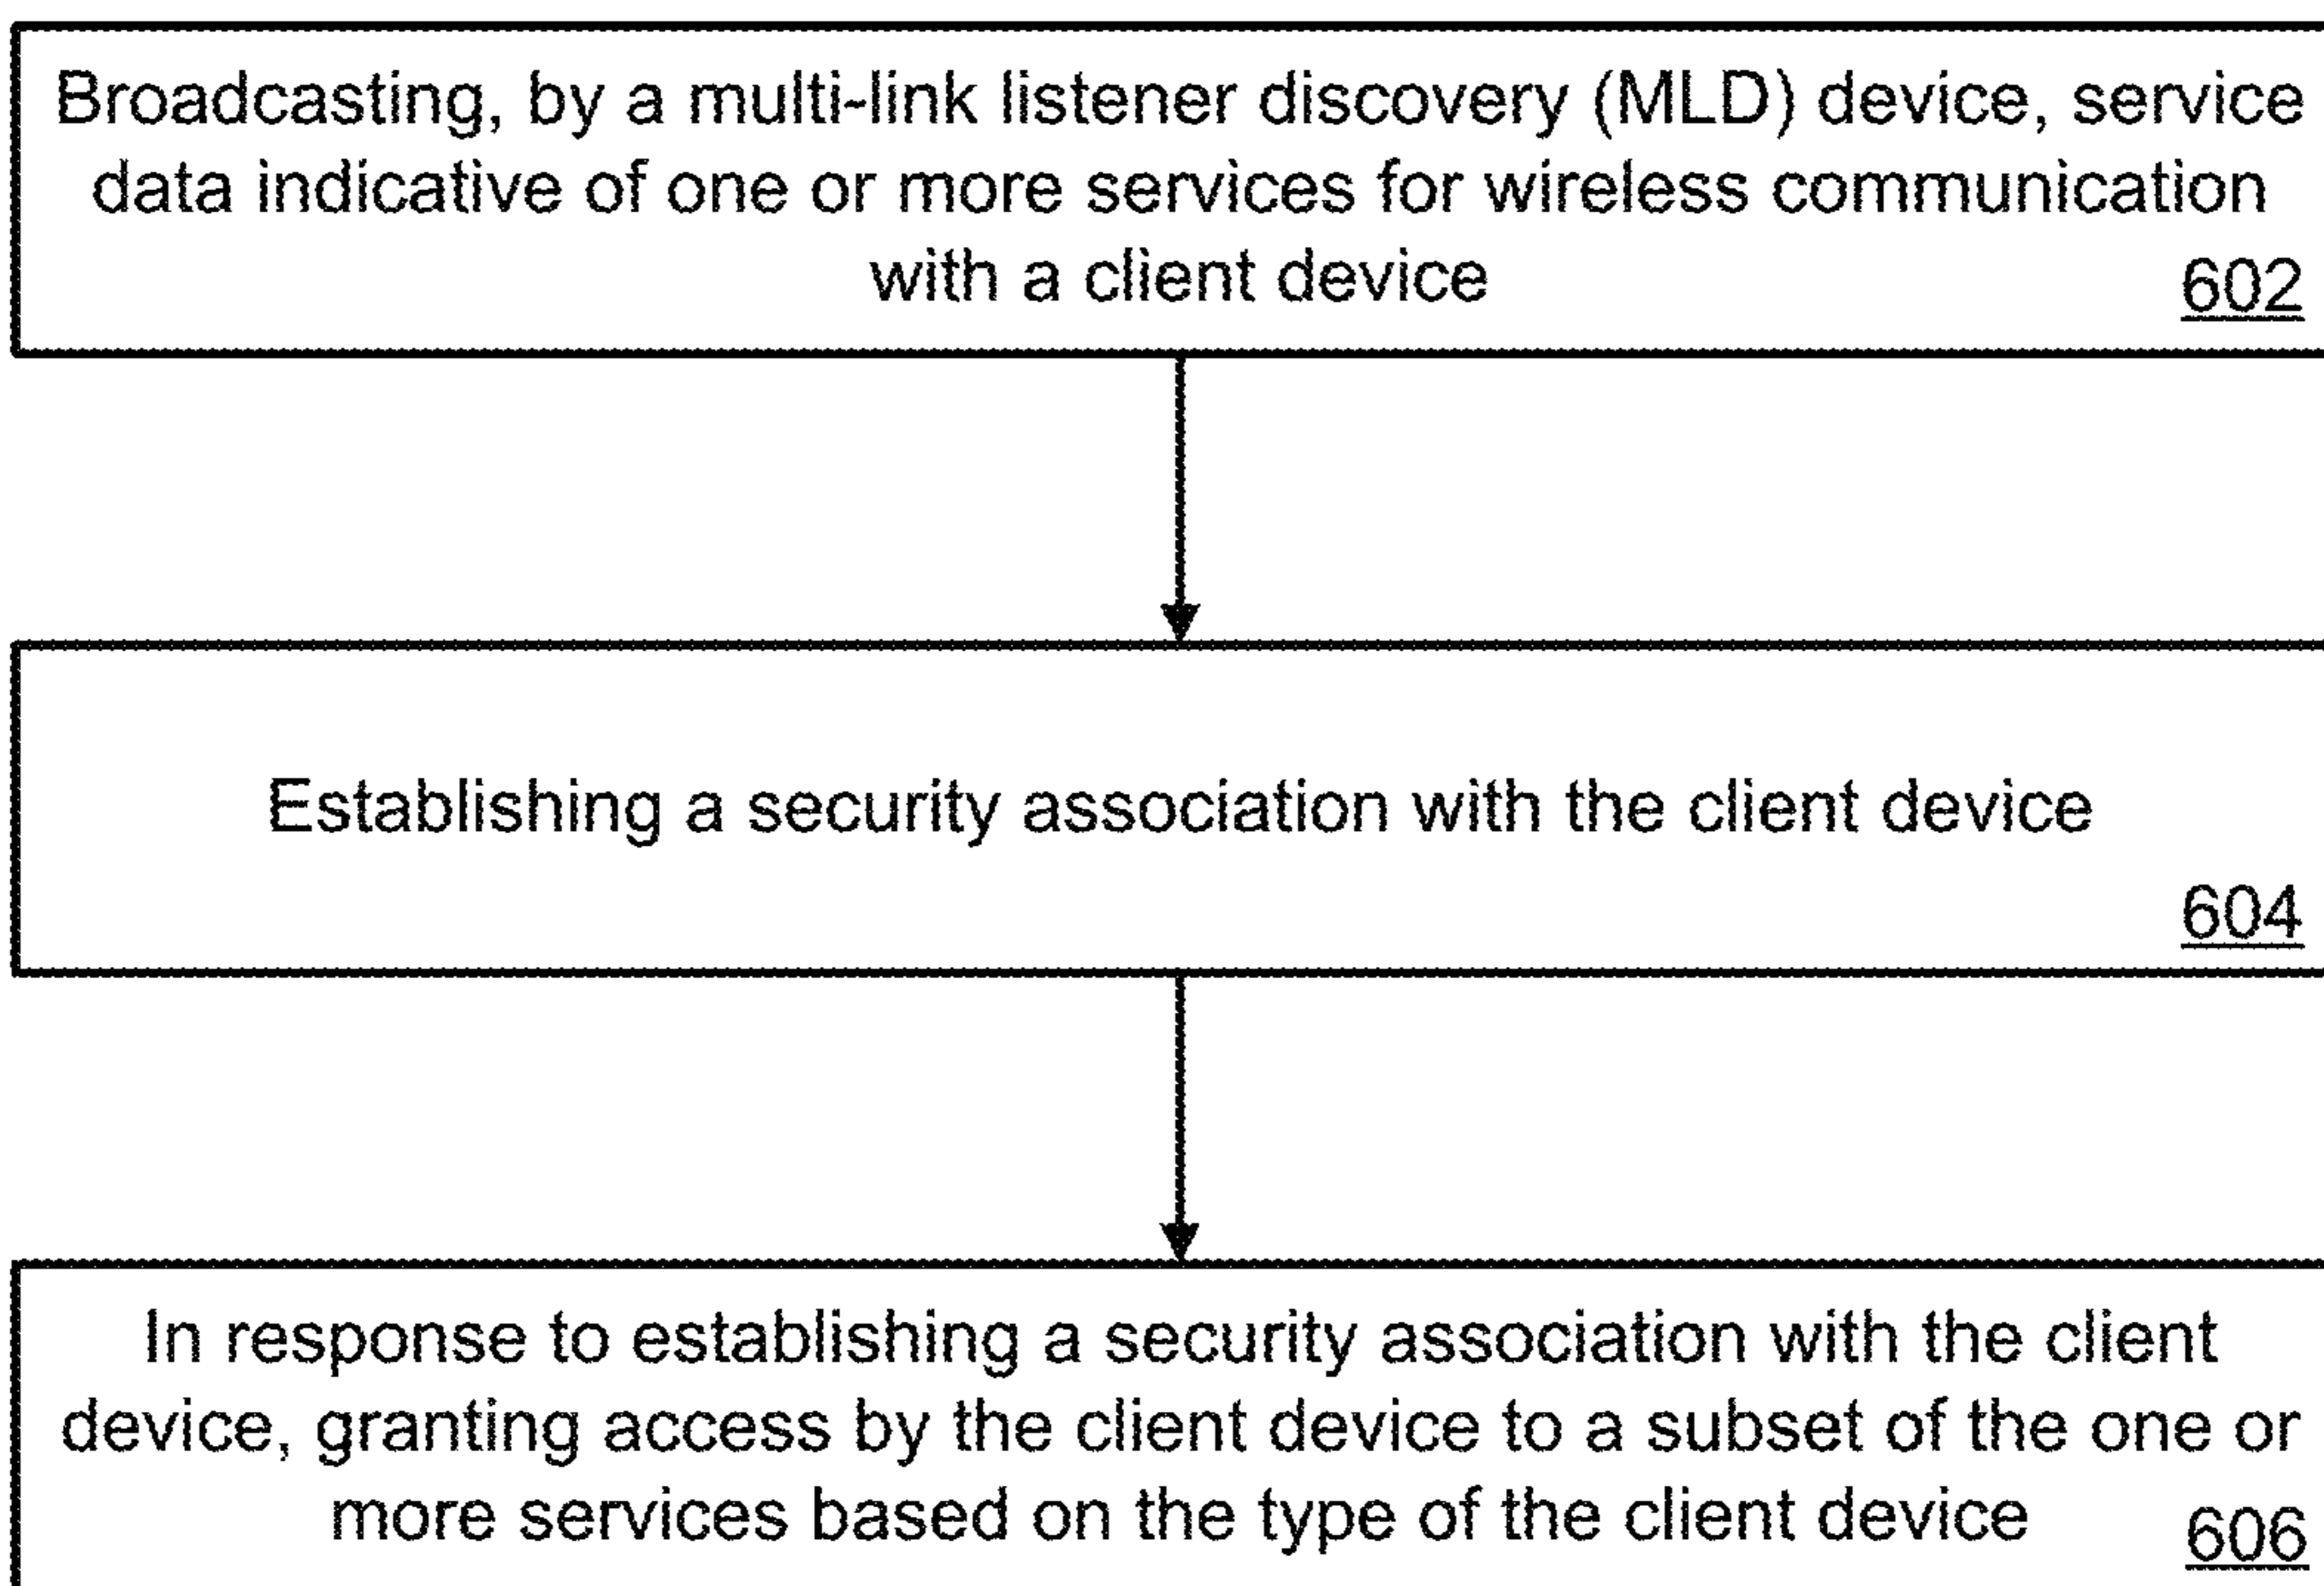 Broadcasting, by a multi-link listener discovery (MLD) device, service
data indicative of one or more services for wireless communication
with a client device
602
Establishing a security association with the client device
604
In response to establishing a security association with the client
device, granting access by the client device to a subset of the one or
more services based on the type of the client device
606